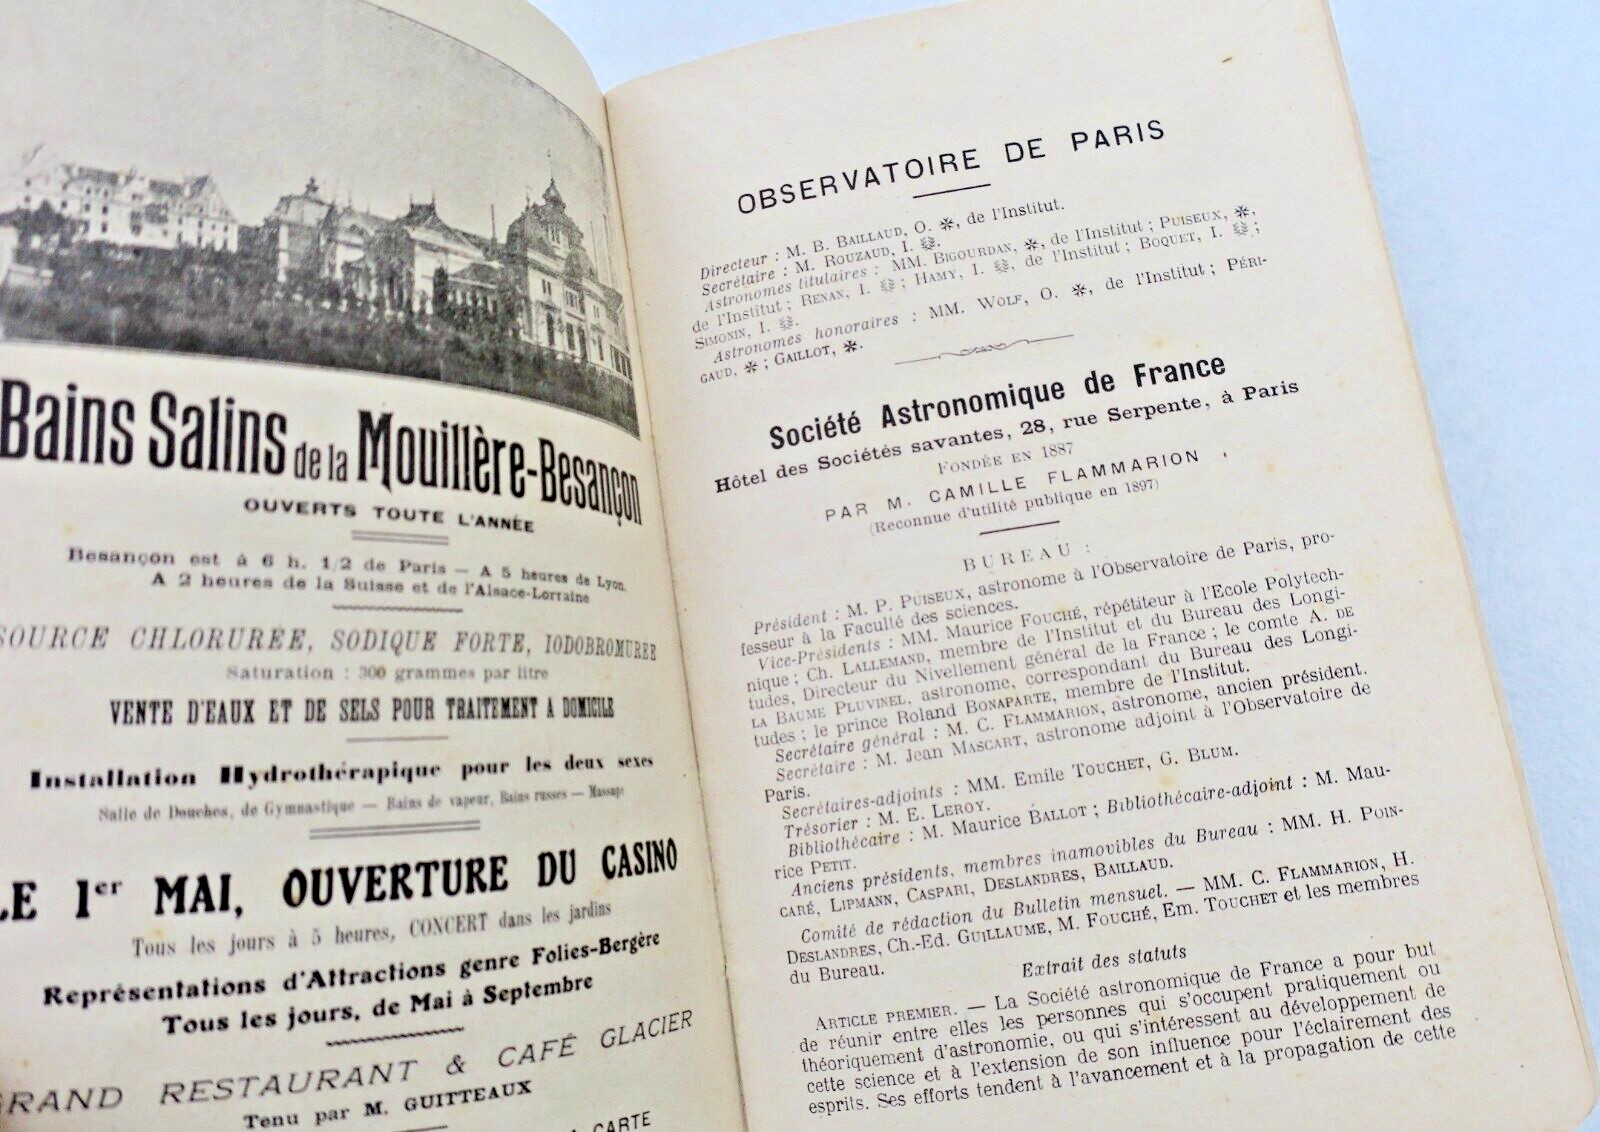 Bains Salins de la Mouillère-Besançon
OUVERTS TOUTE L'ANNÉE
Besançon est à 6 h. 1/2 de Paris — A 5 heures de Lyon.
A 2 heures de la Suisse et de l'Alsace-Lorraine
SOURCE CHLORURÉE, SODIQUE FORTE, IODOBROMURÉE
Saturation : 300 grammes par litre
VENTE D'EAUX ET DE SELS POUR TRAITEMENT A DOMICILE
Installation Hydrothérapique pour les deux sexes
Salle de Douches, de Gymnastique — Bains de vapeur, Bains russes — Massage
LE 1er MAI, OUVERTURE DU CASINO
Tous les jours à 5 heures, CONCERT dans les jardins
Représentations d'Attractions genre Folies-Bergère
Tous les jours, de Mai à Septembre
GRAND RESTAURANT & CAFÉ GLACIER
Tenu par M. GUITTEAUX
A CARTE
OBSERVATOIRE DE PARIS
Directeur : M. B. BAILLAUD, O. ✻, de l'Institut.
Secrétaire : M. ROUZAUD, I.
Astronomes titulaires : MM. BIGOURDAN, ✻, de l'Institut ; PUISEUX, ✻,
de l'Institut ; RENAN, I. ; HAMY, I. , de l'Institut ; BOQUET, I. ;
SIMONIN, I. .
Astronomes honoraires : MM. WOLF, O. ✻, de l'Institut ; PÉRI-
GAUD, ✻ ; GAILLOT, ✻.
Société Astronomique de France
Hôtel des Sociétés savantes, 28, rue Serpente, à Paris
FONDÉE EN 1887
PAR M. CAMILLE FLAMMARION
(Reconnue d'utilité publique en 1897)
BUREAU :
Président : M. P. PUISEUX, astronome à l'Observatoire de Paris, pro-
fesseur à la Faculté des sciences.
Vice-Présidents : MM. Maurice FOUCHÉ, répétiteur à l'Ecole Polytech-
nique ; Ch. LALLEMAND, membre de l'Institut et du Bureau des Longi-
tudes, Directeur du Nivellement général de la France ; le comte A. DE
LA BAUME PLUVINEL, astronome, correspondant du Bureau des Longi-
tudes ; le prince Roland BONAPARTE, membre de l'Institut.
Secrétaire général : M. C. FLAMMARION, astronome, ancien président.
Secrétaire : M. Jean MASCART, astronome adjoint à l'Observatoire de
Paris.
Secrétaires-adjoints : MM. Emile TOUCHET, G. BLUM.
Trésorier : M. E. LEROY.
Bibliothécaire : M. Maurice BALLOT ; Bibliothécaire-adjoint : M. Mau-
rice PETIT.
Anciens présidents, membres inamovibles du Bureau : MM. H. POIN-
CARÉ, LIPMANN, CASPARI, DESLANDRES, BAILLAUD.
Comité de rédaction du Bulletin mensuel. — MM. C. FLAMMARION, H.
DESLANDRES, Ch.-Ed. GUILLAUME, M. FOUCHÉ, Em. TOUCHET et les membres
du Bureau.
Extrait des statuts
ARTICLE PREMIER. — La Société astronomique de France a pour but
de réunir entre elles les personnes qui s'occupent pratiquement ou
théoriquement d'astronomie, ou qui s'intéressent au développement de
cette science et à l'extension de son influence pour l'éclairement des
esprits. Ses efforts tendent à l'avancement et à la propagation de cette